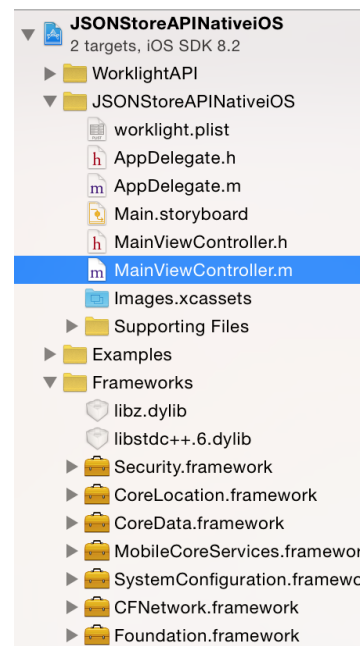 JSONStoreAPINativeiOS
2 targets, iOS SDK 8.2
WorklightAPI
JSONStoreAPINativeiOS
worklight.plist
h AppDelegate.h
m AppDelegate.m
Main.storyboard
h MainViewController.h
m MainViewController.m
Images.xcassets
Supporting Files
Examples
Frameworks
libz.dylib
libstdc++.6.dylib
Security.framework
CoreLocation.framework
CoreData.framework
MobileCoreServices.framewor
SystemConfiguration.framewo
CFNetwork.framework
Foundation.framework